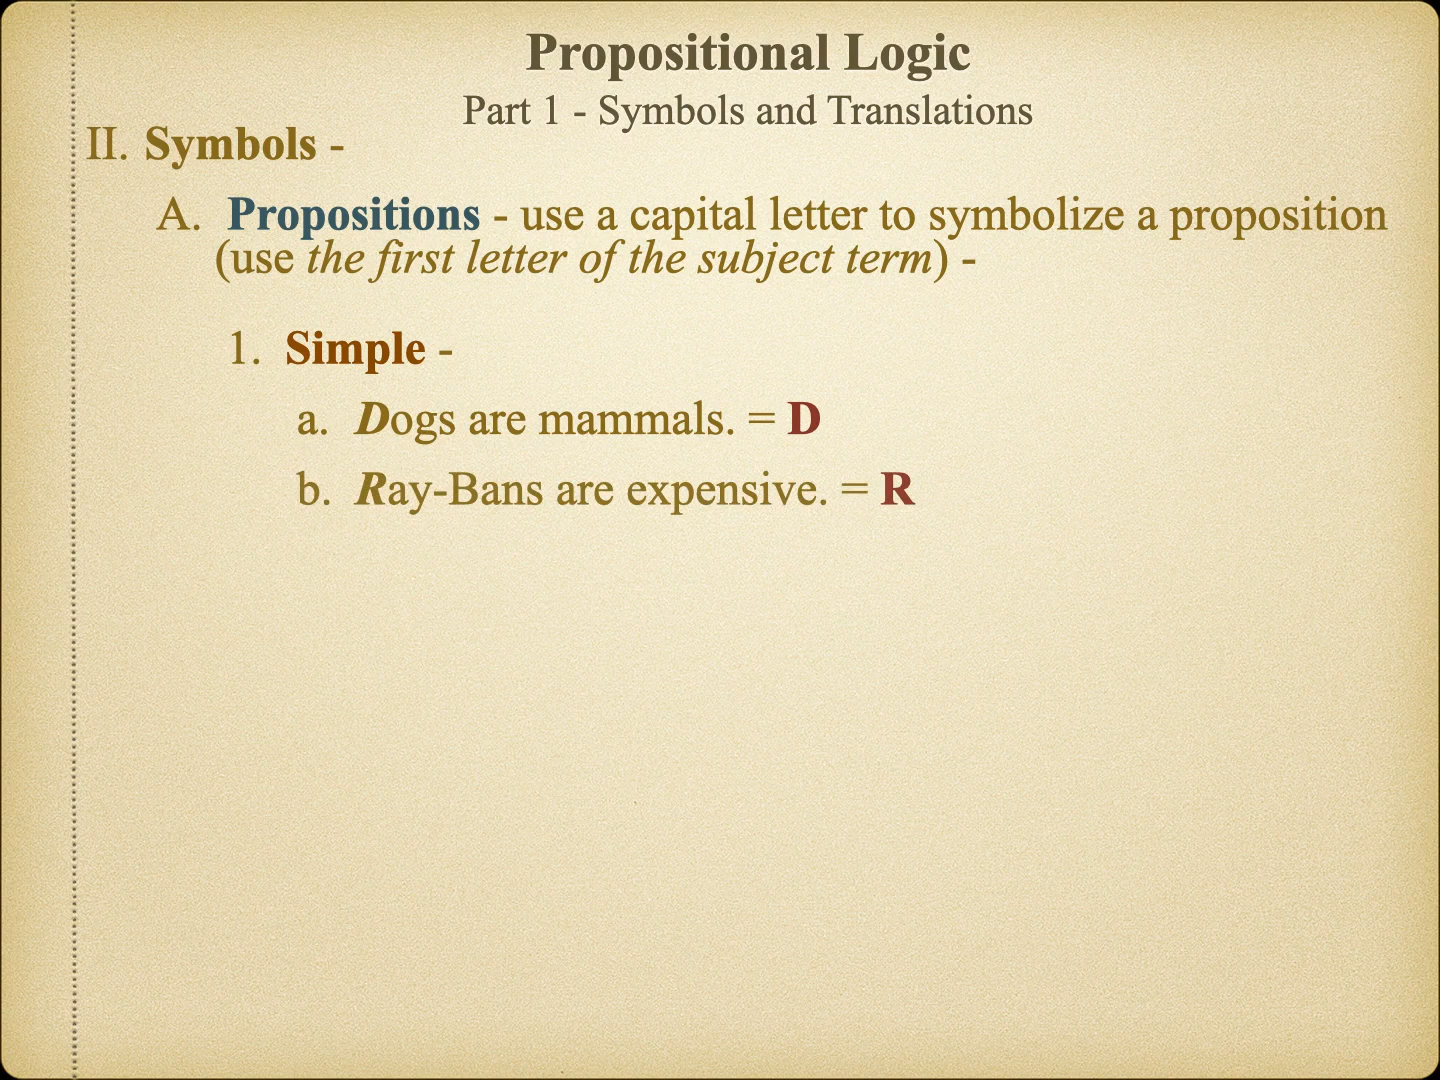 Propositional Logic
Part 1 - Symbols and Translations
II. Symbols -
A. Propositions - use a capital letter to symbolize a proposition
(use the first letter of the subject term) -
1. Simple -
a. Dogs are mammals. = D
b. Ray-Bans are expensive. = R